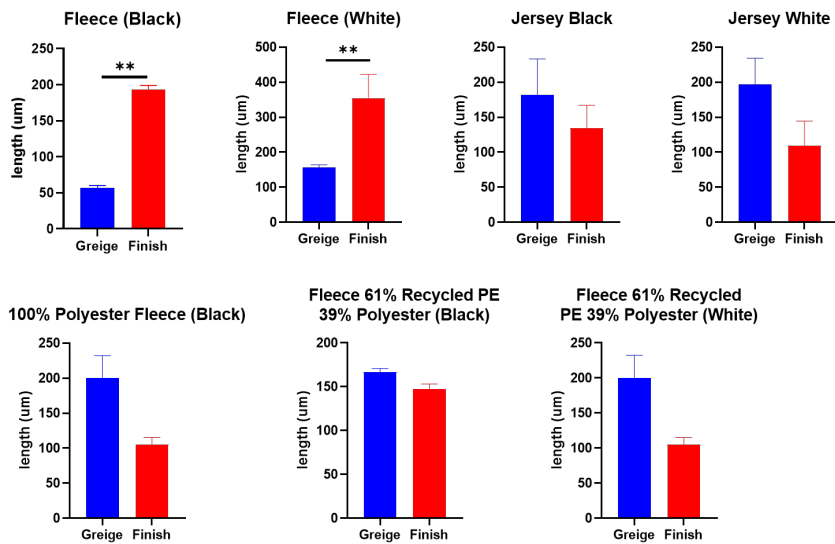 Fleece (Black)
length (um)
250
200
150
100
50
0
**
Greige Finish
Fleece (White)
length (um)
500
400
300
200
100
0
**
Greige Finish
Jersey Black
length (um)
250
200
150
100
50
0
Greige Finish
Jersey White
length (um)
250
200
150
100
50
0
Greige Finish
100% Polyester Fleece (Black)
length (um)
250
200
150
100
50
0
Greige Finish
Fleece 61% Recycled PE
39% Polyester (Black)
length (um)
200
150
100
50
0
Greige Finish
Fleece 61% Recycled
PE 39% Polyester (White)
length (um)
250
200
150
100
50
0
Greige Finish